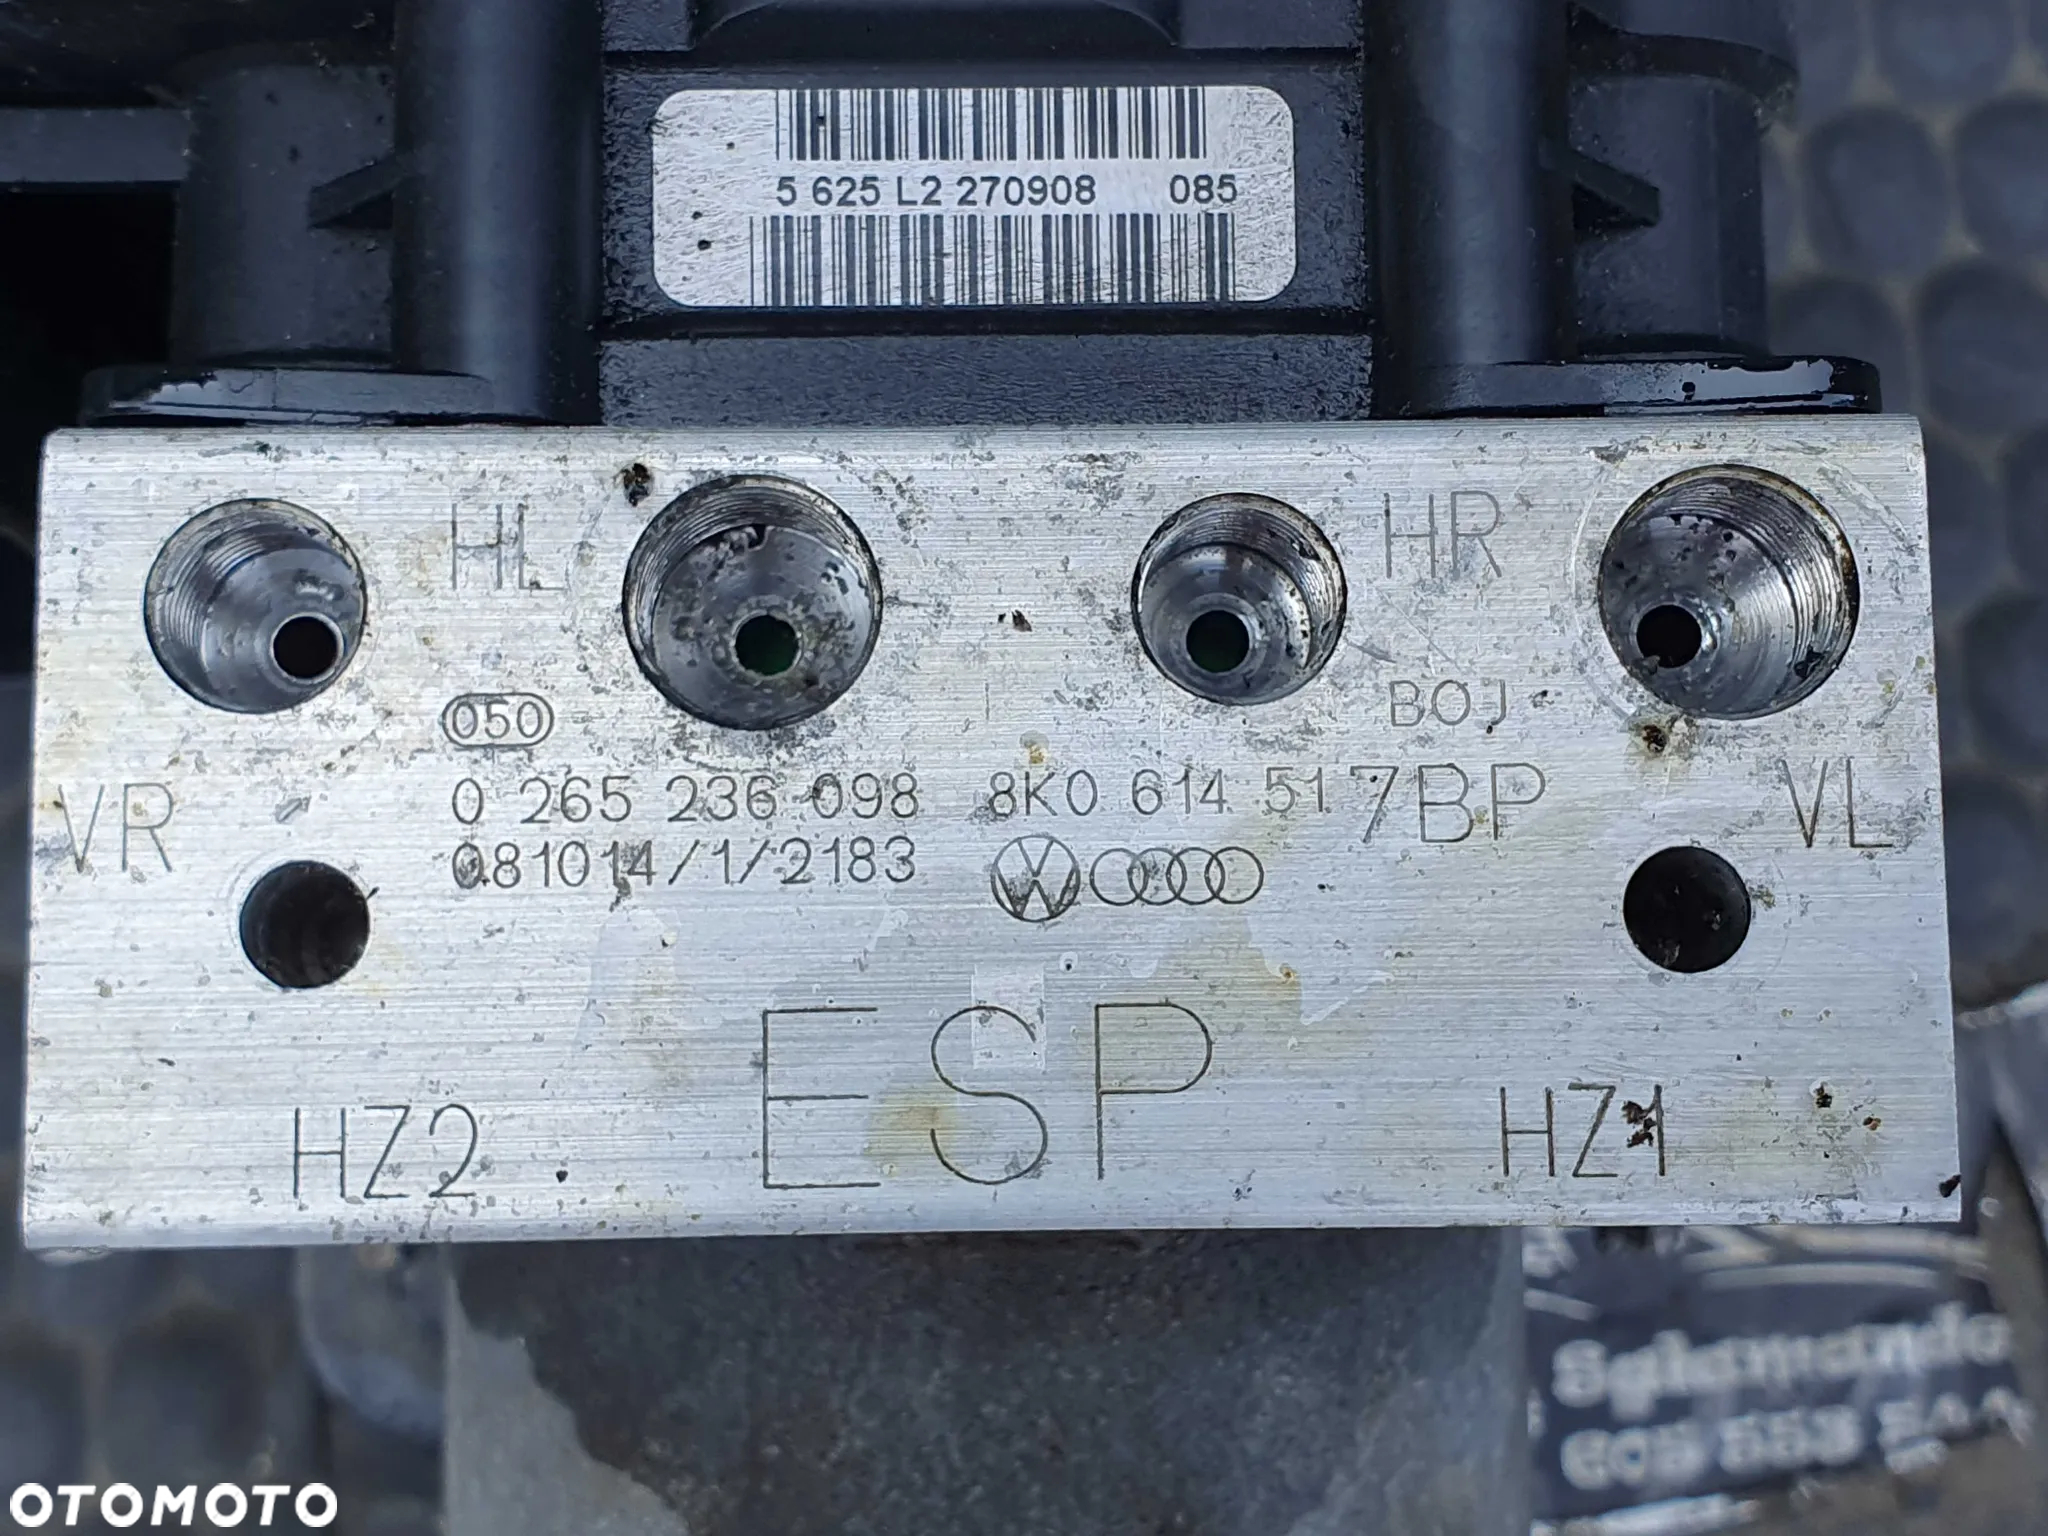 5 625 L2 270908 085
HL
HR
050
BOJ
VR
0 265 236 098 8K0 614 517BP
VL
081014/1/2183
ESP
HZ2
HZ1
OTOMOTO